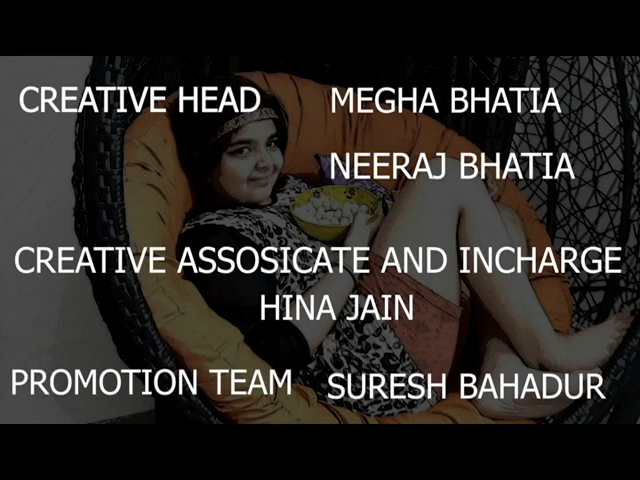 CREATIVE HEAD MEGHA BHATIA
NEERAJ BHATIA
CREATIVE ASSOSICATE AND INCHARGE
HINA JAIN
PROMOTION TEAM SURESH BAHADUR